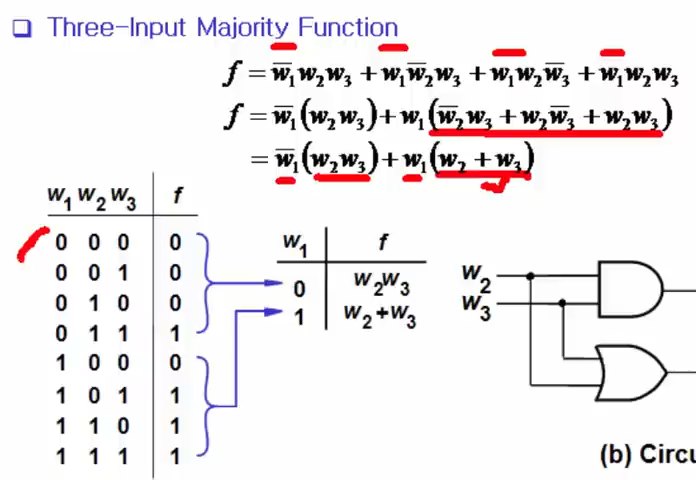 ❑ Three-Input Majority Function
f = w̅₁w₂w₃ + w₁w̅₂w₃ + w₁w₂w̅₃ + w₁w₂w₃
f = w̅₁(w₂w₃) + w₁(w̅₂w₃ + w₂w̅₃ + w₂w₃)
= w̅₁(w₂w₃) + w₁(w₂ + w₃)
w₁ w₂ w₃ f
0 0 0 0
0 0 1 0
0 1 0 0
0 1 1 1
1 0 0 0
1 0 1 1
1 1 0 1
1 1 1 1
w₁ f
0 w₂w₃
1 w₂+w₃
w₂
w₃
(b) Circu